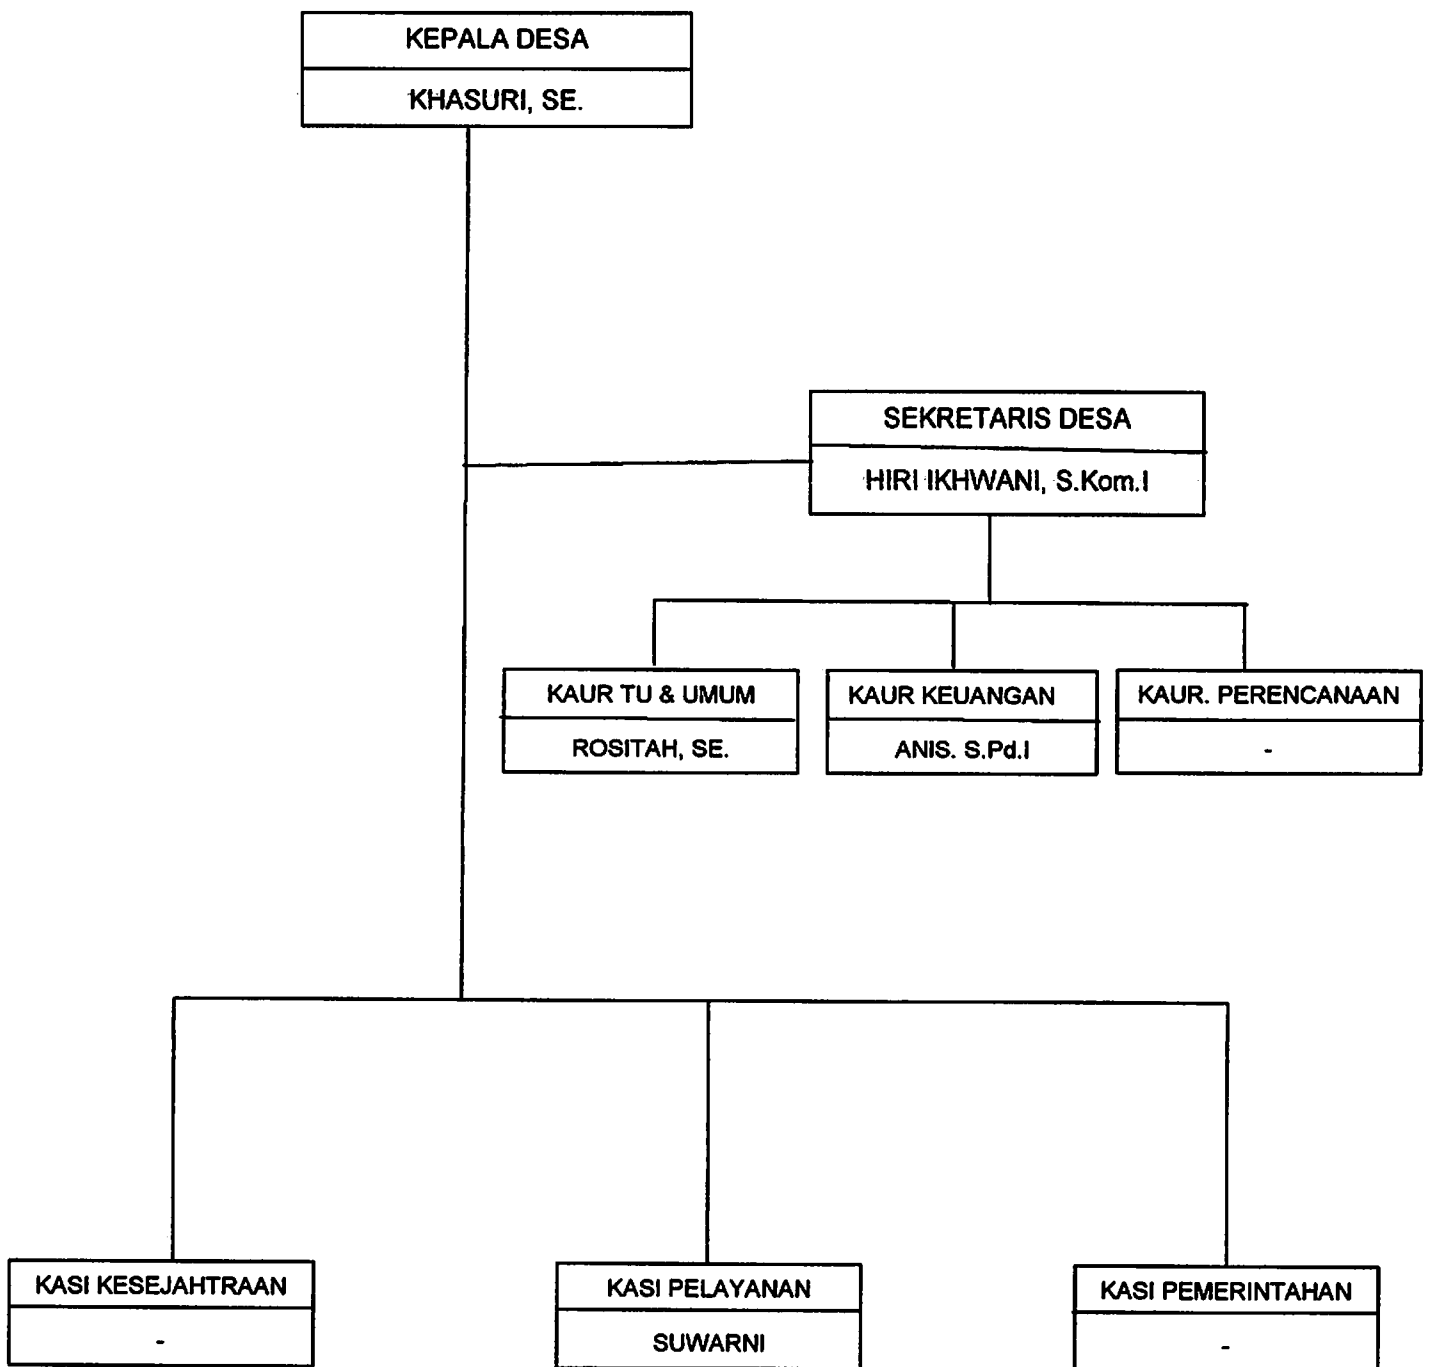 KEPALA DESA
KHASURI, SE.
SEKRETARIS DESA
HIRI IKHWANI, S.Kom.I
KAUR TU & UMUM
ROSITAH, SE.
KAUR KEUANGAN
ANIS. S.Pd.I
KAUR. PERENCANAAN
-
KASI KESEJAHTRAAN
-
KASI PELAYANAN
SUWARNI
KASI PEMERINTAHAN
-